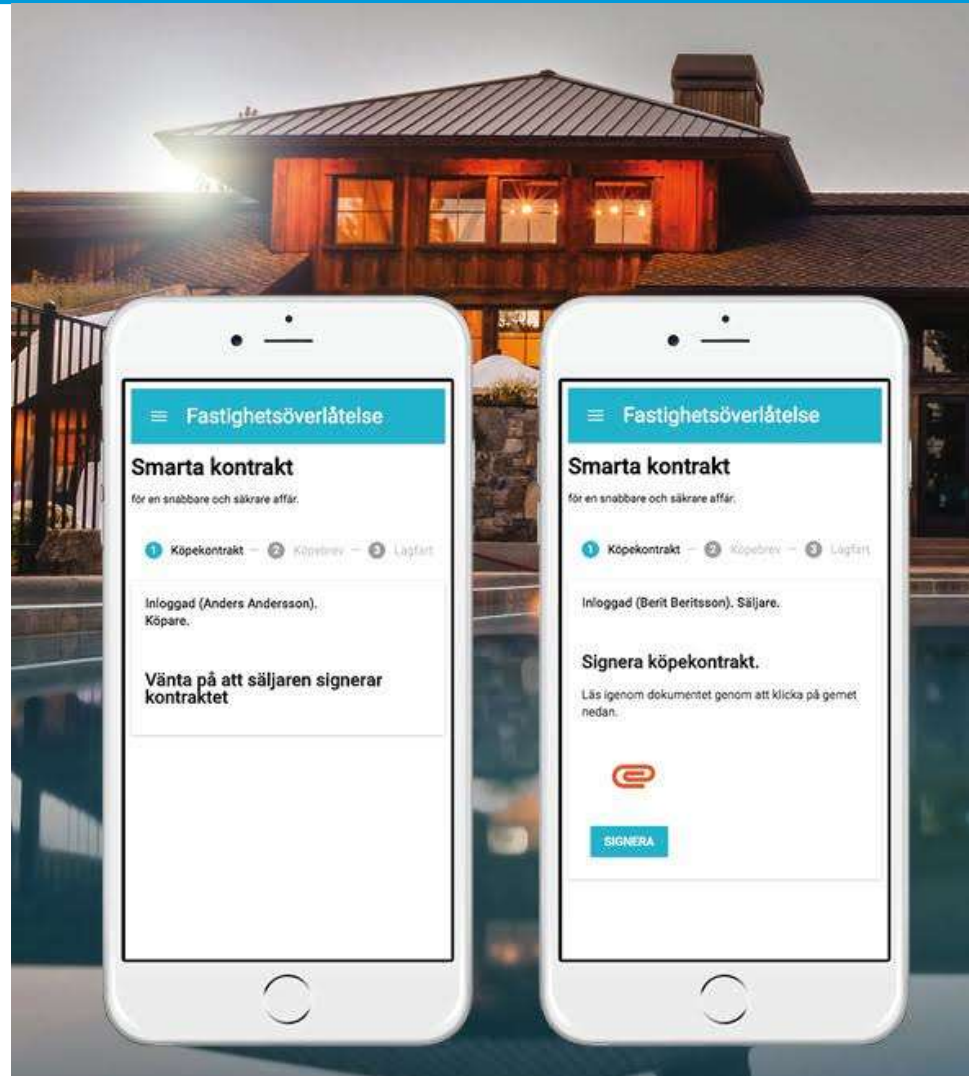 Fastighetsöverlåtelse
Smarta kontrakt
för en snabbare och säkrare affär.
1 Köpekontrakt – 2 Köpebrev – 3 Lagfart
Inloggad (Anders Andersson).
Köpare.
Vänta på att säljaren signerar
kontraktet
Fastighetsöverlåtelse
Smarta kontrakt
för en snabbare och säkrare affär.
1 Köpekontrakt – 2 Köpebrev – 3 Lagfart
Inloggad (Berit Beritsson). Säljare.
Signera köpekontrakt.
Läs igenom dokumentet genom att klicka på gemet
nedan.
SIGNERA